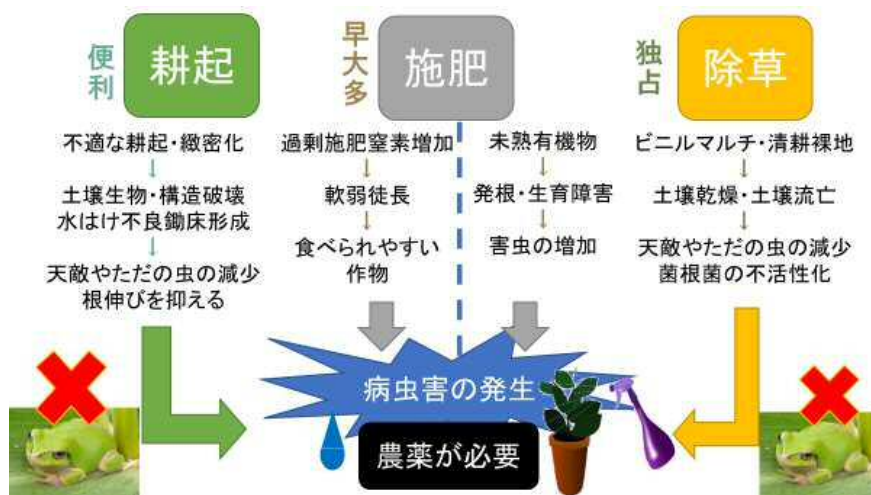 便利
耕起
不適な耕起・緻密化
土壌生物・構造破壊
水はけ不良鋤床形成
天敵やただの虫の減少
根伸びを抑える
早大多
施肥
過剰施肥窒素増加
軟弱徒長
食べられやすい
作物
未熟有機物
発根・生育障害
害虫の増加
独占
除草
ビニルマルチ・清耕裸地
土壌乾燥・土壌流亡
天敵やただの虫の減少
菌根菌の不活性化
病虫害の発生
農薬が必要